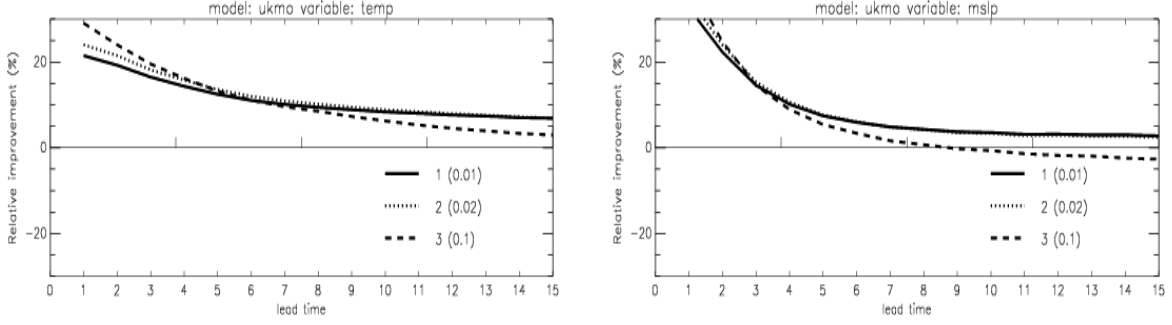 model: ukmo variable: temp
Relative improvement (%)
20
0
−20
1 (0.01)
2 (0.02)
3 (0.1)
0 1 2 3 4 5 6 7 8 9 10 11 12 13 14 15
lead time
model: ukmo variable: mslp
Relative improvement (%)
20
0
−20
1 (0.01)
2 (0.02)
3 (0.1)
0 1 2 3 4 5 6 7 8 9 10 11 12 13 14 15
lead time